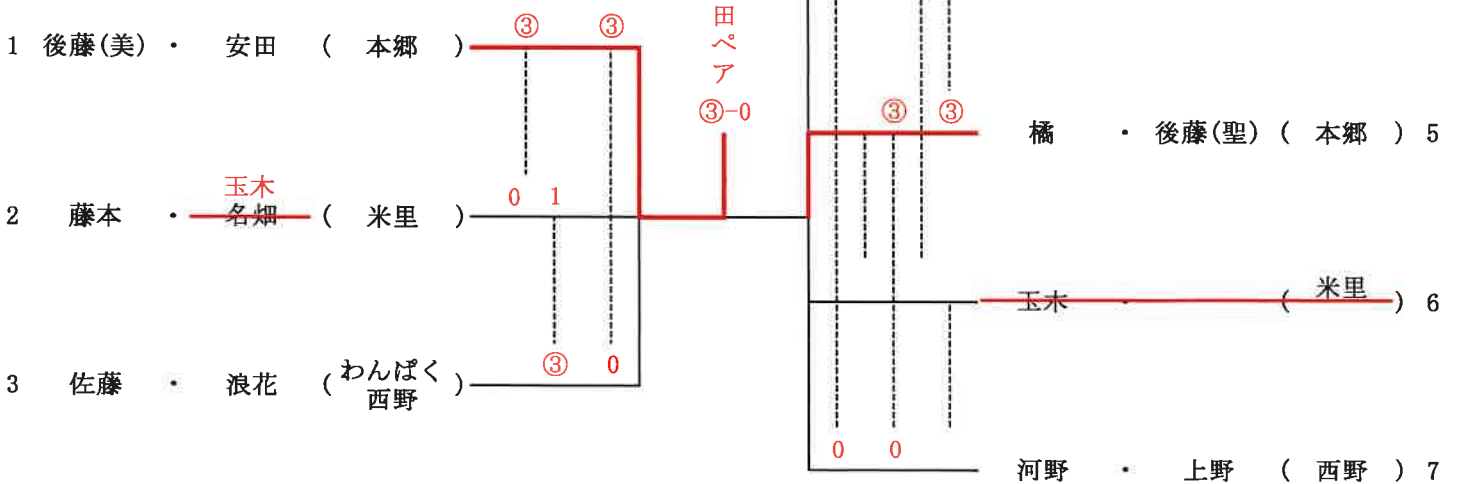 ③ ③
田ペア
1 後藤(美) ・ 安田 ( 本郷 )
③-0 ③ ③
橘 ・ 後藤(聖) ( 本郷 ) 5
玉木
0 1
2 藤本 ・ 名畑 ( 米里 )
玉木 ・ ( 米里 ) 6
③ 0
3 佐藤 ・ 浪花 ( わんぱく西野 )
0 0
河野 ・ 上野 ( 西野 ) 7